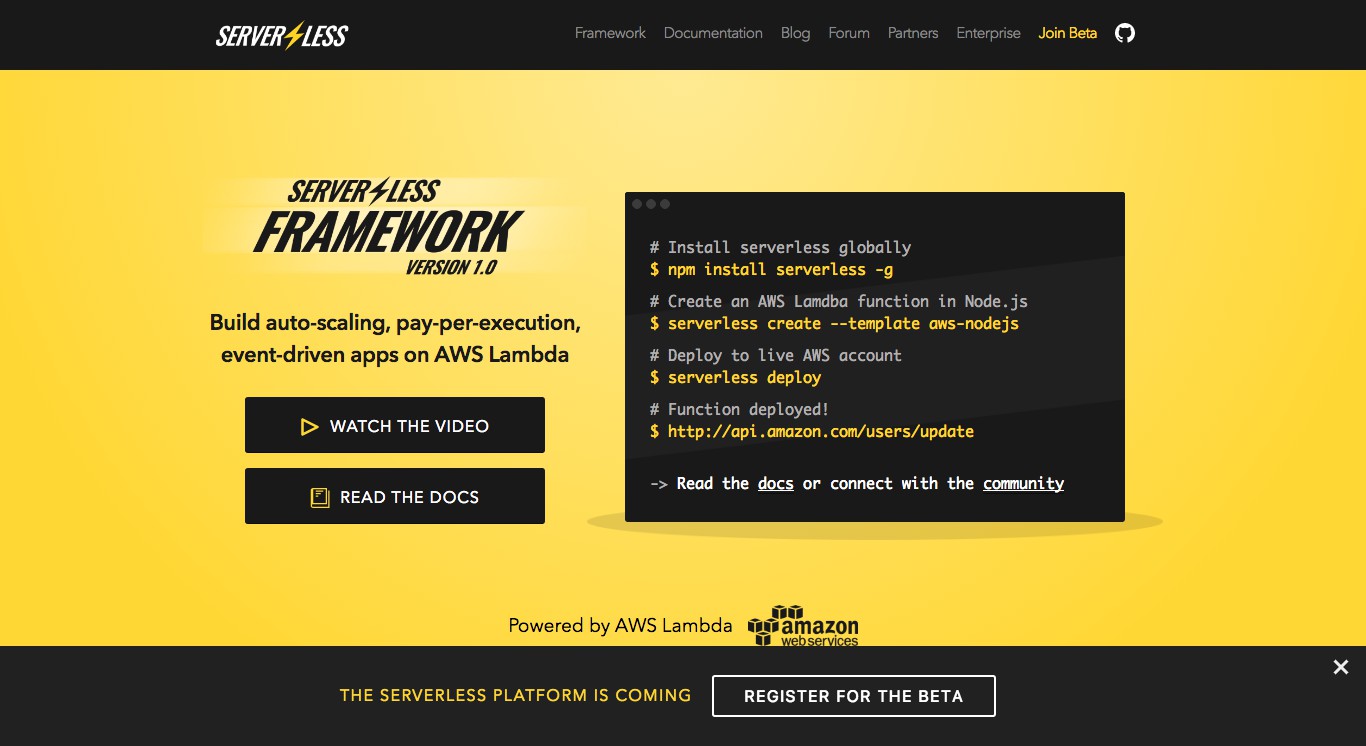 SERVERLESS
Framework Documentation Blog Forum Partners Enterprise Join Beta
SERVERLESS
FRAMEWORK
VERSION 1.0
Build auto-scaling, pay-per-execution,
event-driven apps on AWS Lambda
WATCH THE VIDEO
READ THE DOCS
# Install serverless globally
$ npm install serverless -g
# Create an AWS Lamdba function in Node.js
$ serverless create --template aws-nodejs
# Deploy to live AWS account
$ serverless deploy
# Function deployed!
$ http://api.amazon.com/users/update
-> Read the docs or connect with the community
Powered by AWS Lambda
amazon
web services
THE SERVERLESS PLATFORM IS COMING
REGISTER FOR THE BETA